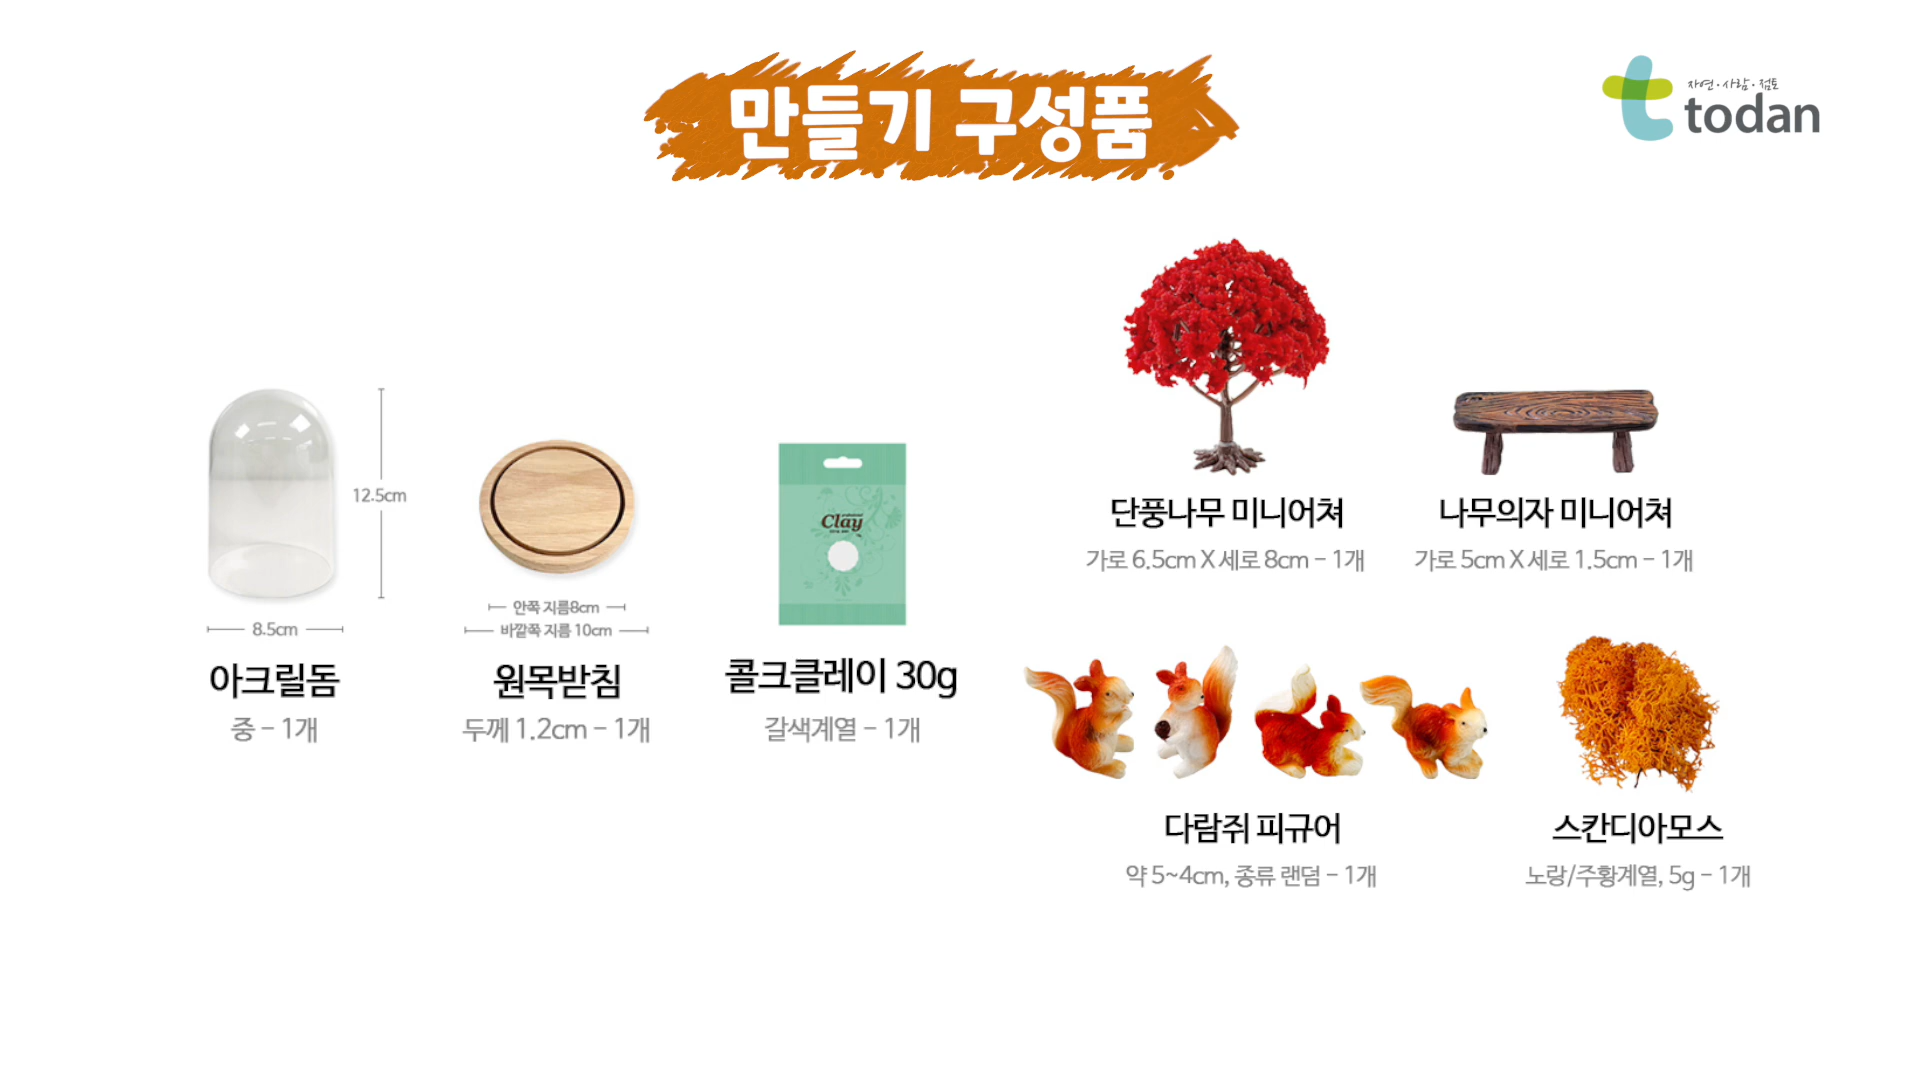 만들기 구성품
자연·사람·점토
todan
12.5cm
8.5cm
아크릴돔
중 - 1개
안쪽 지름8cm
바깥쪽 지름 10cm
원목받침
두께 1.2cm - 1개
Clay
콜크클레이 30g
갈색계열 - 1개
단풍나무 미니어쳐
가로 6.5cm X 세로 8cm - 1개
나무의자 미니어쳐
가로 5cm X 세로 1.5cm - 1개
다람쥐 피규어
약 5~4cm, 종류 랜덤 - 1개
스칸디아모스
노랑/주황계열, 5g - 1개